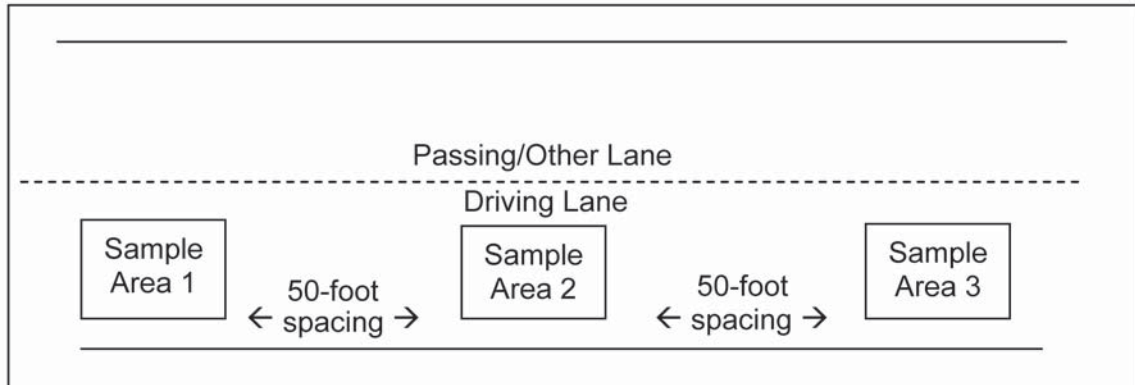 Passing/Other Lane
Driving Lane
Sample
Area 1
50-foot
← spacing →
Sample
Area 2
50-foot
← spacing →
Sample
Area 3